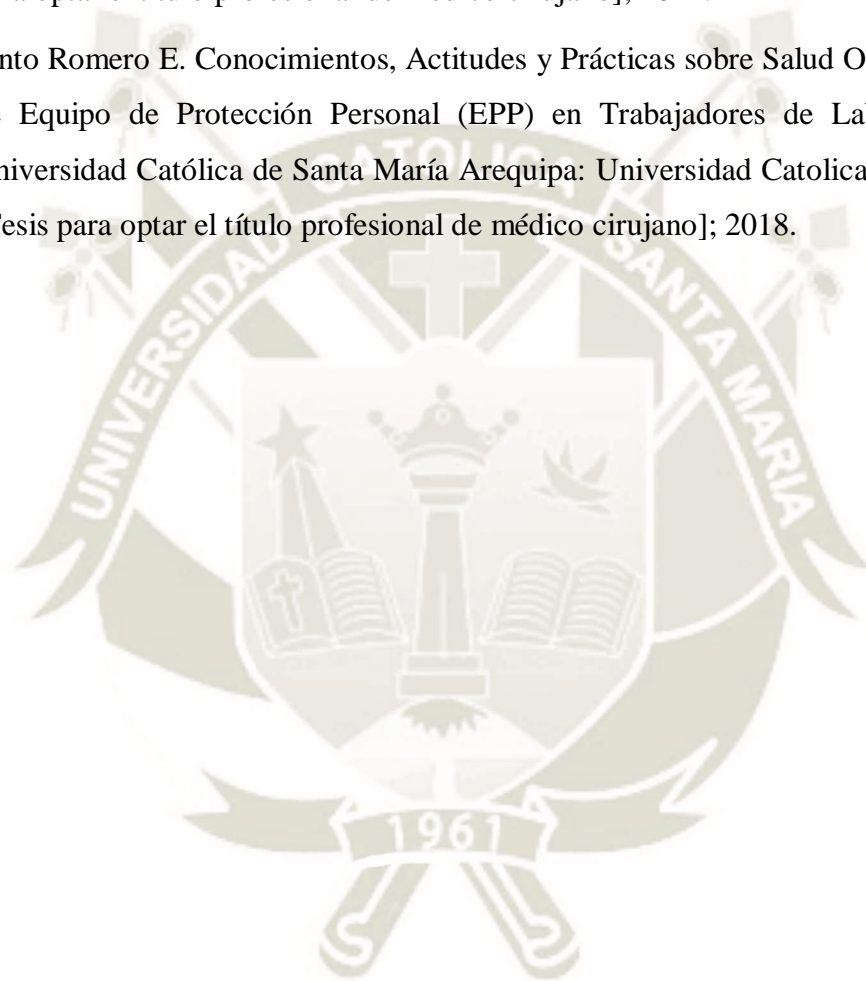 nto Romero E. Conocimientos, Actitudes y Prácticas sobre Salud O
Equipo de Protección Personal (EPP) en Trabajadores de La
niversidad Católica de Santa María Arequipa: Universidad Catolica
esis para optar el título profesional de médico cirujano]; 2018.
UNIVERSIDAD CATOLICA SANTA MARIA
1961